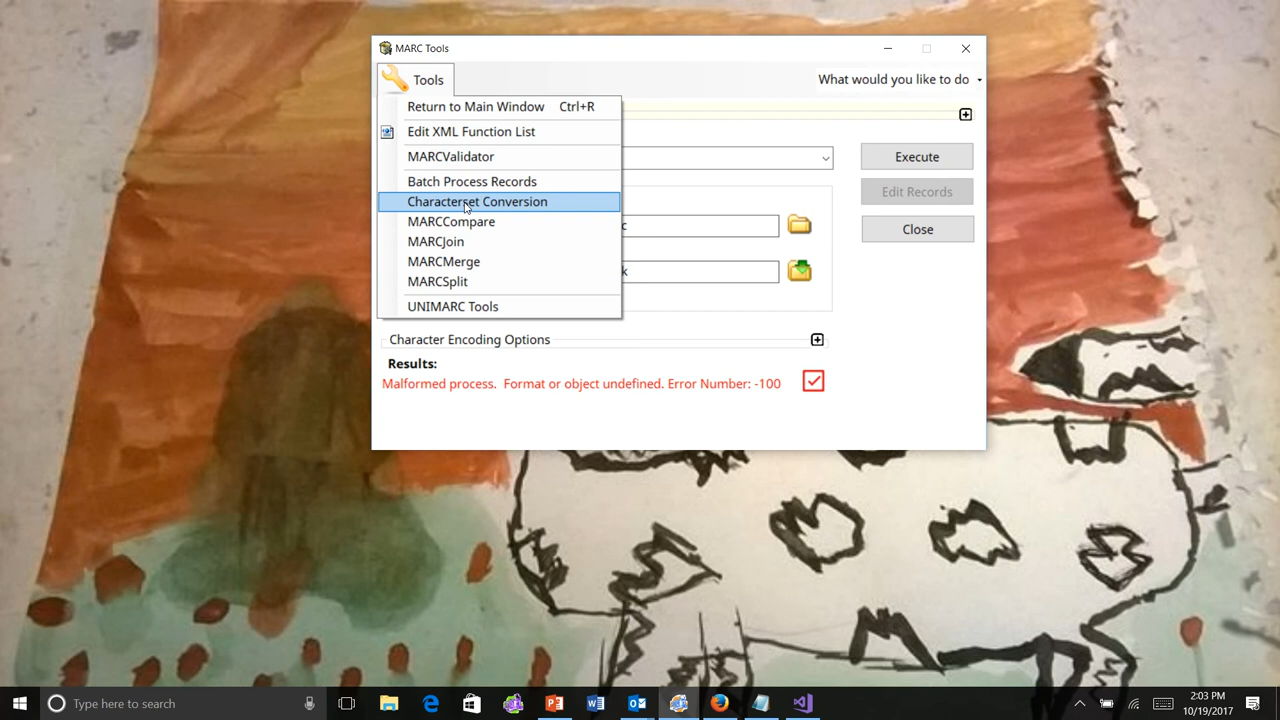 MARC Tools
Tools
What would you like to do
Return to Main Window Ctrl+R
Edit XML Function List
MARCValidator
Execute
Batch Process Records
Edit Records
Characterset Conversion
MARCCompare
c
Close
MARCJoin
MARCMerge
k
MARCSplit
UNIMARC Tools
Character Encoding Options
Results:
Malformed process. Format or object undefined. Error Number: -100
Type here to search
2:03 PM
10/19/2017